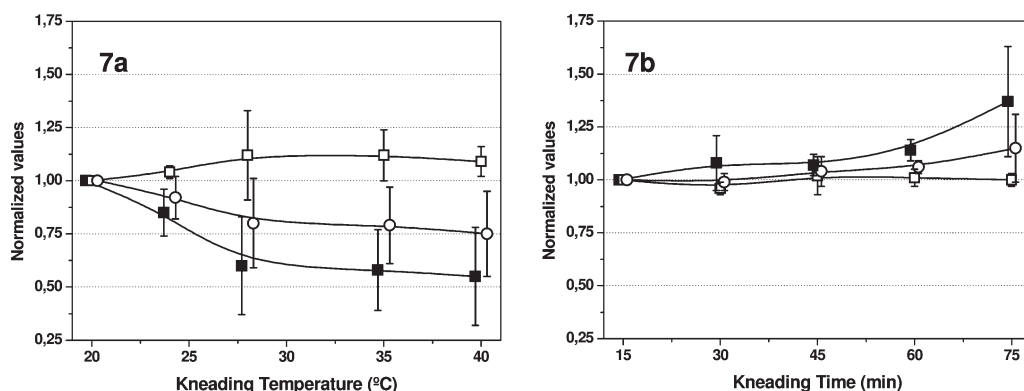 1,75
1,50
1,25
1,00
0,75
0,50
0,25
Normalized values
7a
20 25 30 35 40
Kneading Temperature (ºC)
1,75
1,50
1,25
1,00
0,75
0,50
0,25
Normalized values
7b
15 30 45 60 75
Kneading Time (min)